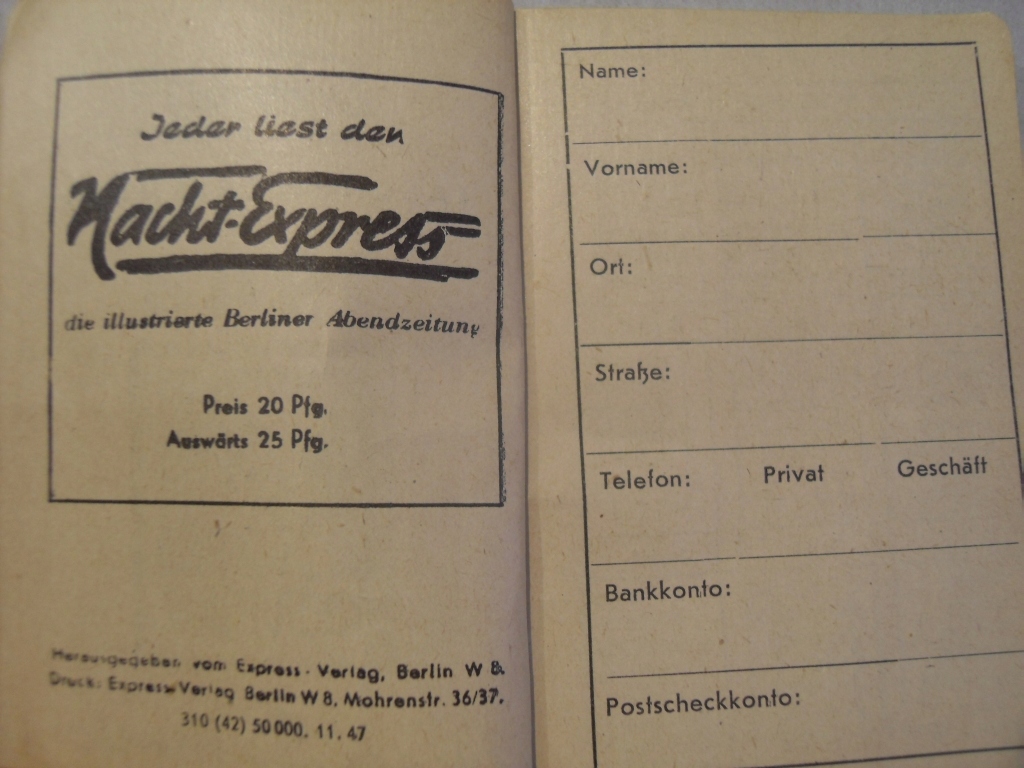 Jeder liest den
Nacht-Express
die illustrierte Berliner Abendzeitung
Preis 20 Pfg.
Auswärts 25 Pfg.
Herausgegeben vom Express-Verlag, Berlin W 8.
Druck: Express-Verlag Berlin W 8, Mohrenstr. 36/37.
310 (42) 50 000. 11. 47
Name:
Vorname:
Ort:
Straße:
Telefon: Privat Geschäft
Bankkonto:
Postscheckkonto: